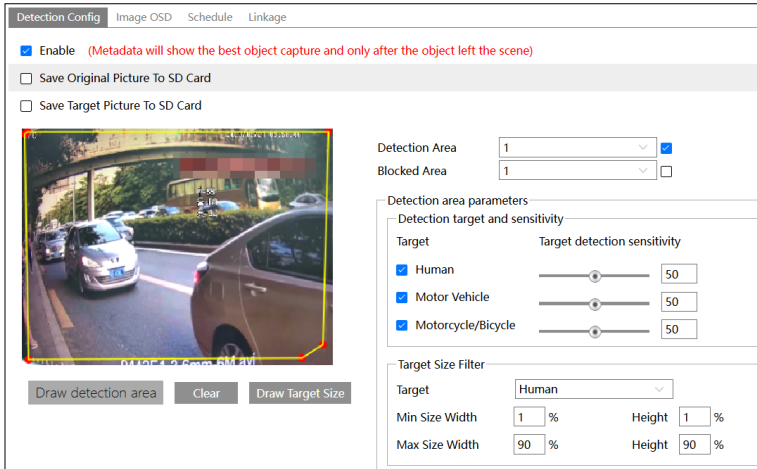 Detection Config Image OSD Schedule Linkage
Enable (Metadata will show the best object capture and only after the object left the scene)
Save Original Picture To SD Card
Save Target Picture To SD Card
Detection Area 1
Blocked Area 1
Detection area parameters
Detection target and sensitivity
Target Target detection sensitivity
Human 50
Motor Vehicle 50
Motorcycle/Bicycle 50
Draw detection area Clear Draw Target Size
Target Size Filter
Target Human
Min Size Width 1 % Height 1 %
Max Size Width 90 % Height 90 %